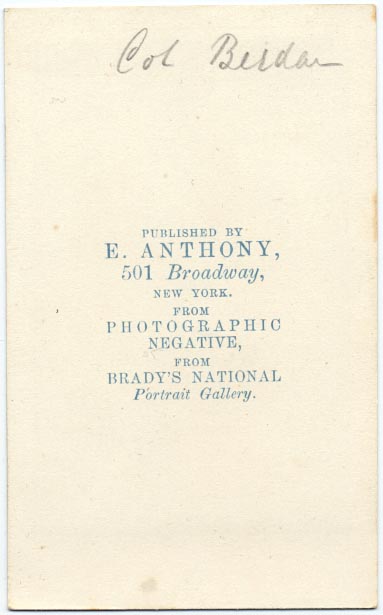 Col Berdan
PUBLISHED BY
E. ANTHONY,
501 Broadway,
NEW YORK.
FROM
PHOTOGRAPHIC
NEGATIVE,
FROM
BRADY'S NATIONAL
Portrait Gallery.